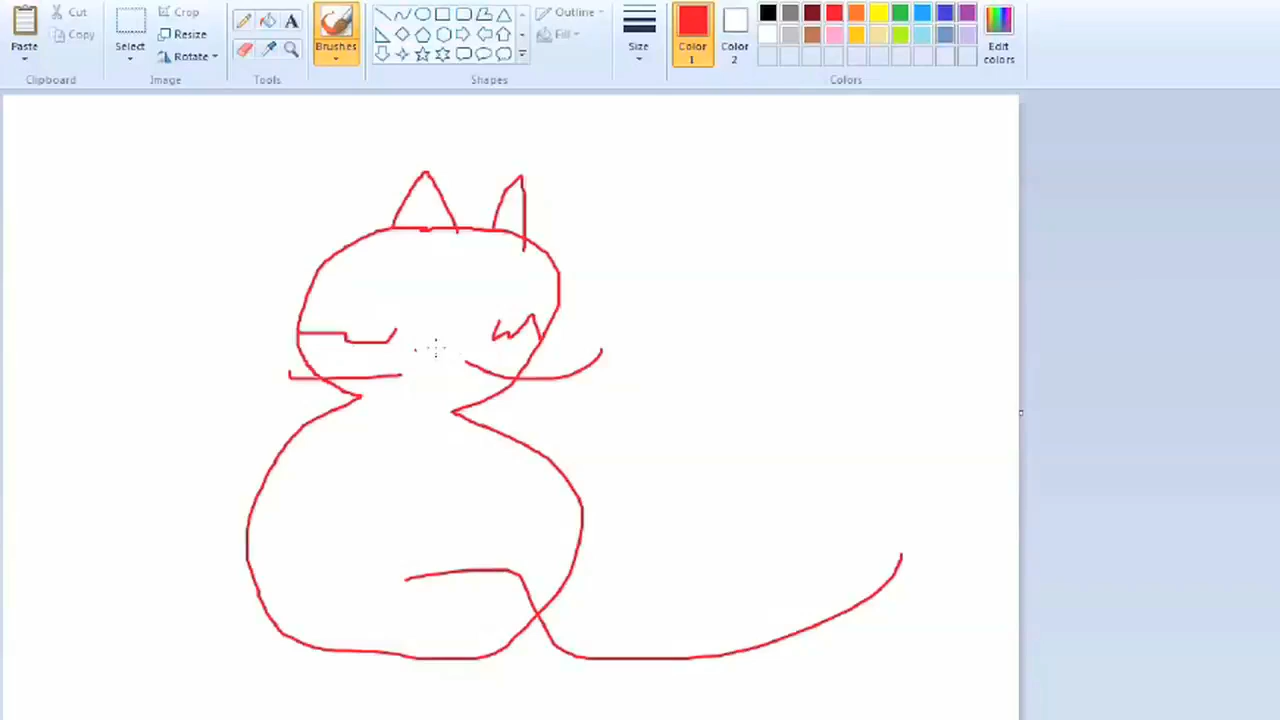 Cut
Copy
Paste
Clipboard
Crop
Resize
Rotate
Select
Image
A
Tools
Brushes
Outline
Fill
Shapes
Size
Color 1
Color 2
Edit colors
Colors